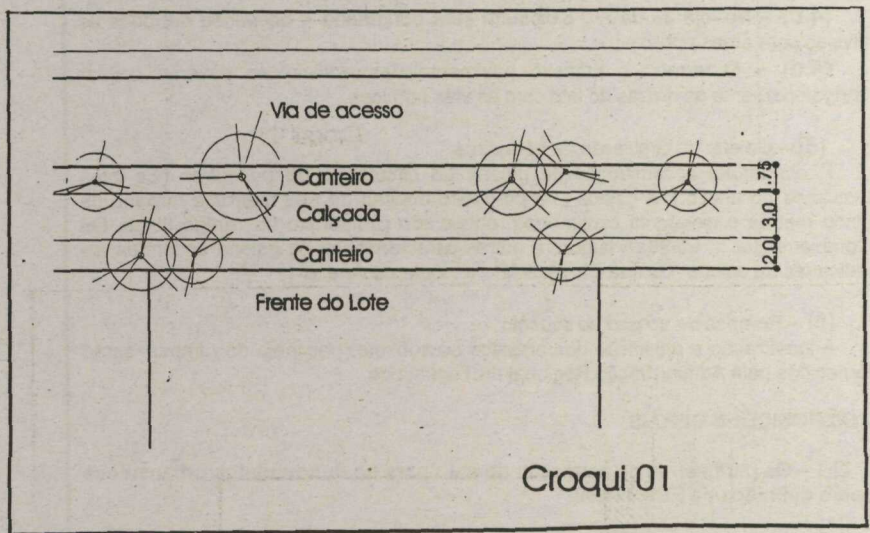 Via de acesso
Canteiro
Calçada
Canteiro
Frente do Lote
1.75
3.0
2.0
Croqui 01